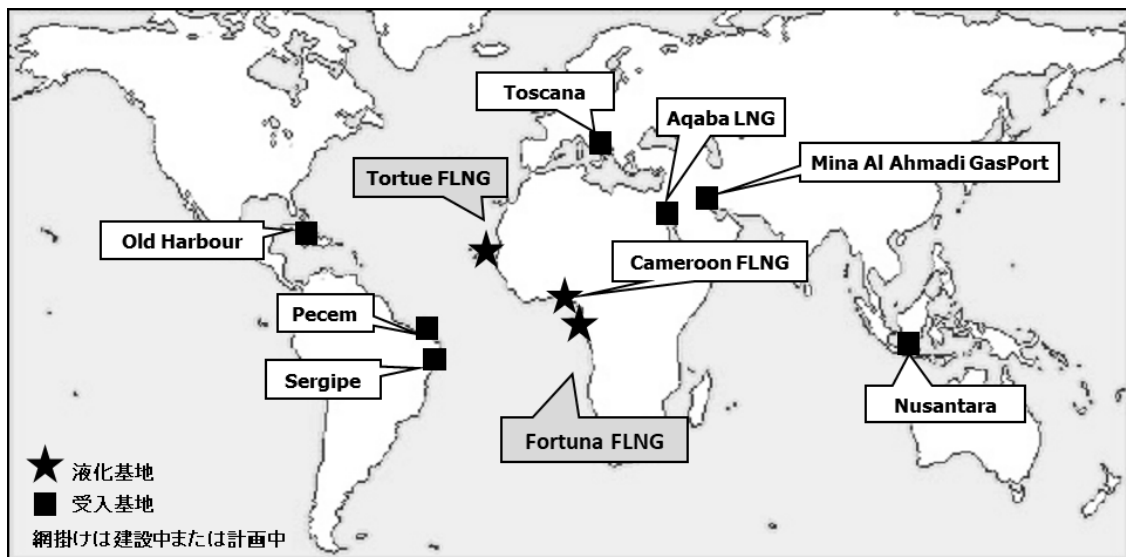 Toscana
Aqaba LNG
Mina Al Ahmadi GasPort
Tortue FLNG
Old Harbour
Cameroon FLNG
Pecem
Sergipe
Nusantara
Fortuna FLNG
液化基地
受入基地
網掛けは建設中または計画中